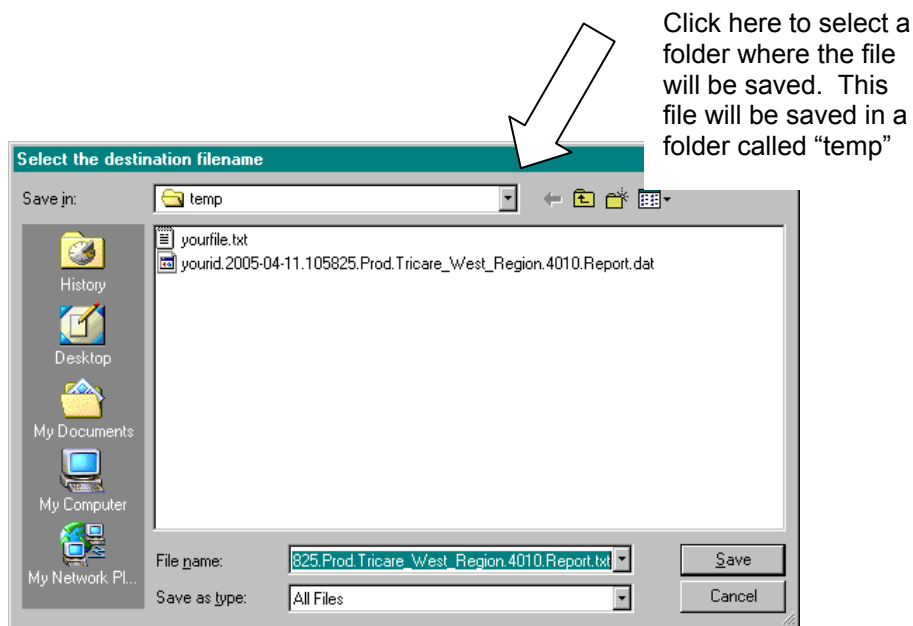 Click here to select a
folder where the file
will be saved.  This
file will be saved in a
folder called “temp”
Select the destination filename
Save in:
temp
yourfile.txt
yourid.2005-04-11.105825.Prod.Tricare_West_Region.4010.Report.dat
History
Desktop
My Documents
My Computer
My Network Pl...
File name:
825.Prod.Tricare_West_Region.4010.Report.txt
Save
Save as type:
All Files
Cancel